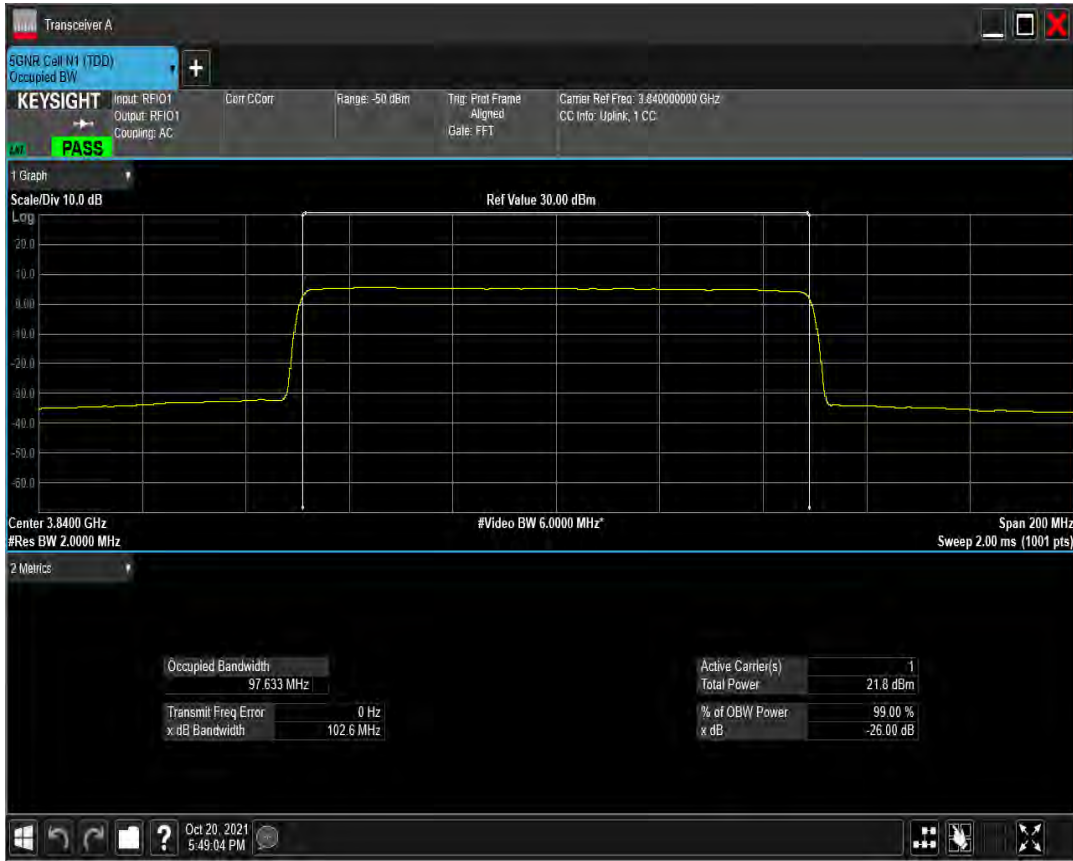 Transceiver A
5GNR Cell N1 (TDD)
Occupied BW
+
KEYSIGHT
Input: RFIO1
Output: RFIO1
Coupling: AC
Corr CCorr
Range: -50 dBm
Trig: Prot Frame
Aligned
Gate: FFT
Carrier Ref Freq: 3.840000000 GHz
CC Info: Uplink, 1 CC
PASS
1 Graph
Scale/Div 10.0 dB
Ref Value 30.00 dBm
Log
20.0
10.0
0.00
-10.0
-20.0
-30.0
-40.0
-50.0
-60.0
Center 3.8400 GHz
#Video BW 6.0000 MHz*
Span 200 MHz
#Res BW 2.0000 MHz
Sweep 2.00 ms (1001 pts)
2 Metrics
Occupied Bandwidth
97.633 MHz
Transmit Freq Error 0 Hz
x dB Bandwidth 102.6 MHz
Active Carrier(s) 1
Total Power 21.8 dBm
% of OBW Power 99.00 %
x dB -26.00 dB
?
Oct 20, 2021
5:49:04 PM